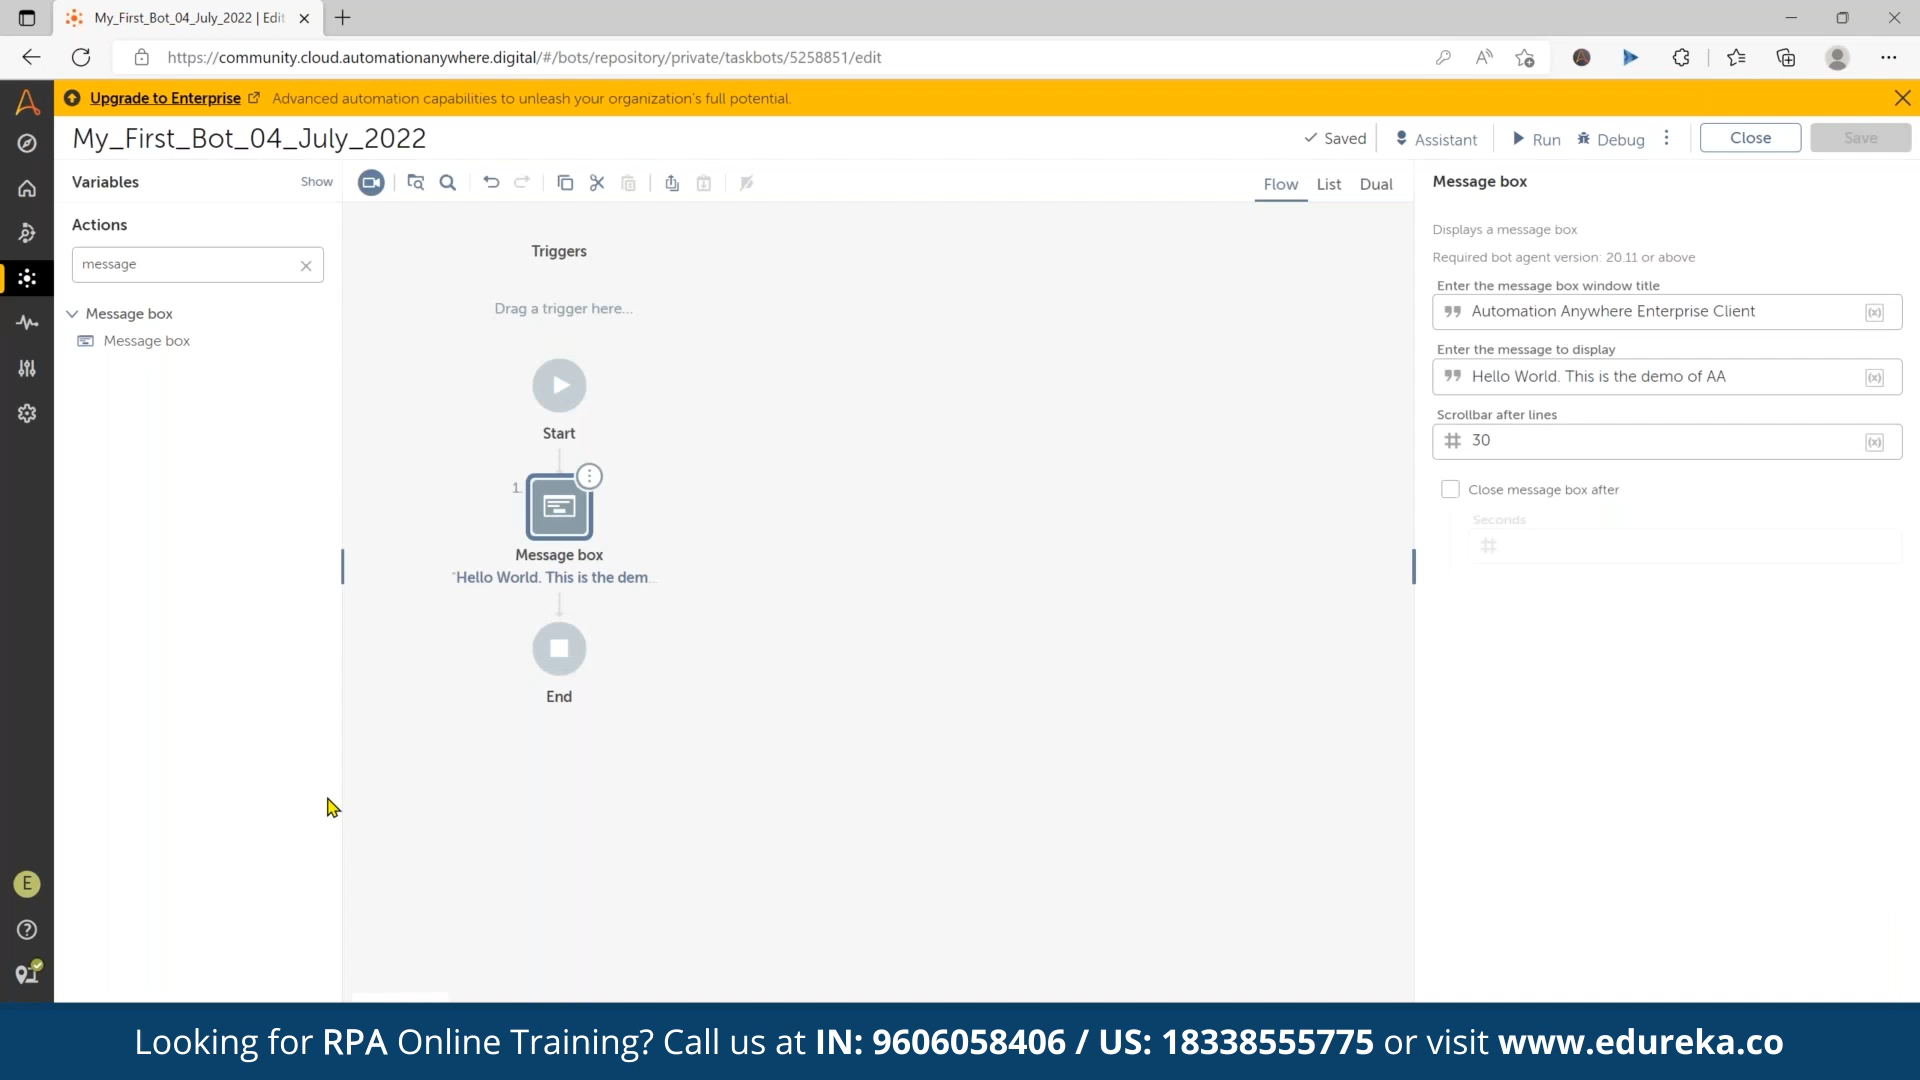 My_First_Bot_04_July_2022 | Edit
https://community.cloud.automationanywhere.digital/#/bots/repository/private/taskbots/5258851/edit
Upgrade to Enterprise Advanced automation capabilities to unleash your organization's full potential.
My_First_Bot_04_July_2022
Saved
Assistant
Run
Debug
Close
Save
Variables
Show
Actions
message
Message box
Message box
Flow
List
Dual
Triggers
Drag a trigger here...
Start
1.
Message box
"Hello World. This is the dem...
End
Message box
Displays a message box
Required bot agent version: 20.11 or above
Enter the message box window title
Automation Anywhere Enterprise Client
(x)
Enter the message to display
Hello World. This is the demo of AA
(x)
Scrollbar after lines
# 30
(x)
Close message box after
Seconds
#
E
Looking for RPA Online Training? Call us at IN: 9606058406 / US: 18338555775 or visit www.edureka.co